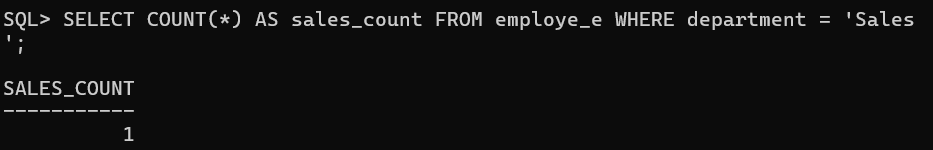 SQL> SELECT COUNT(*) AS sales_count FROM employe_e WHERE department = 'Sales
';
SALES_COUNT
-----------
1